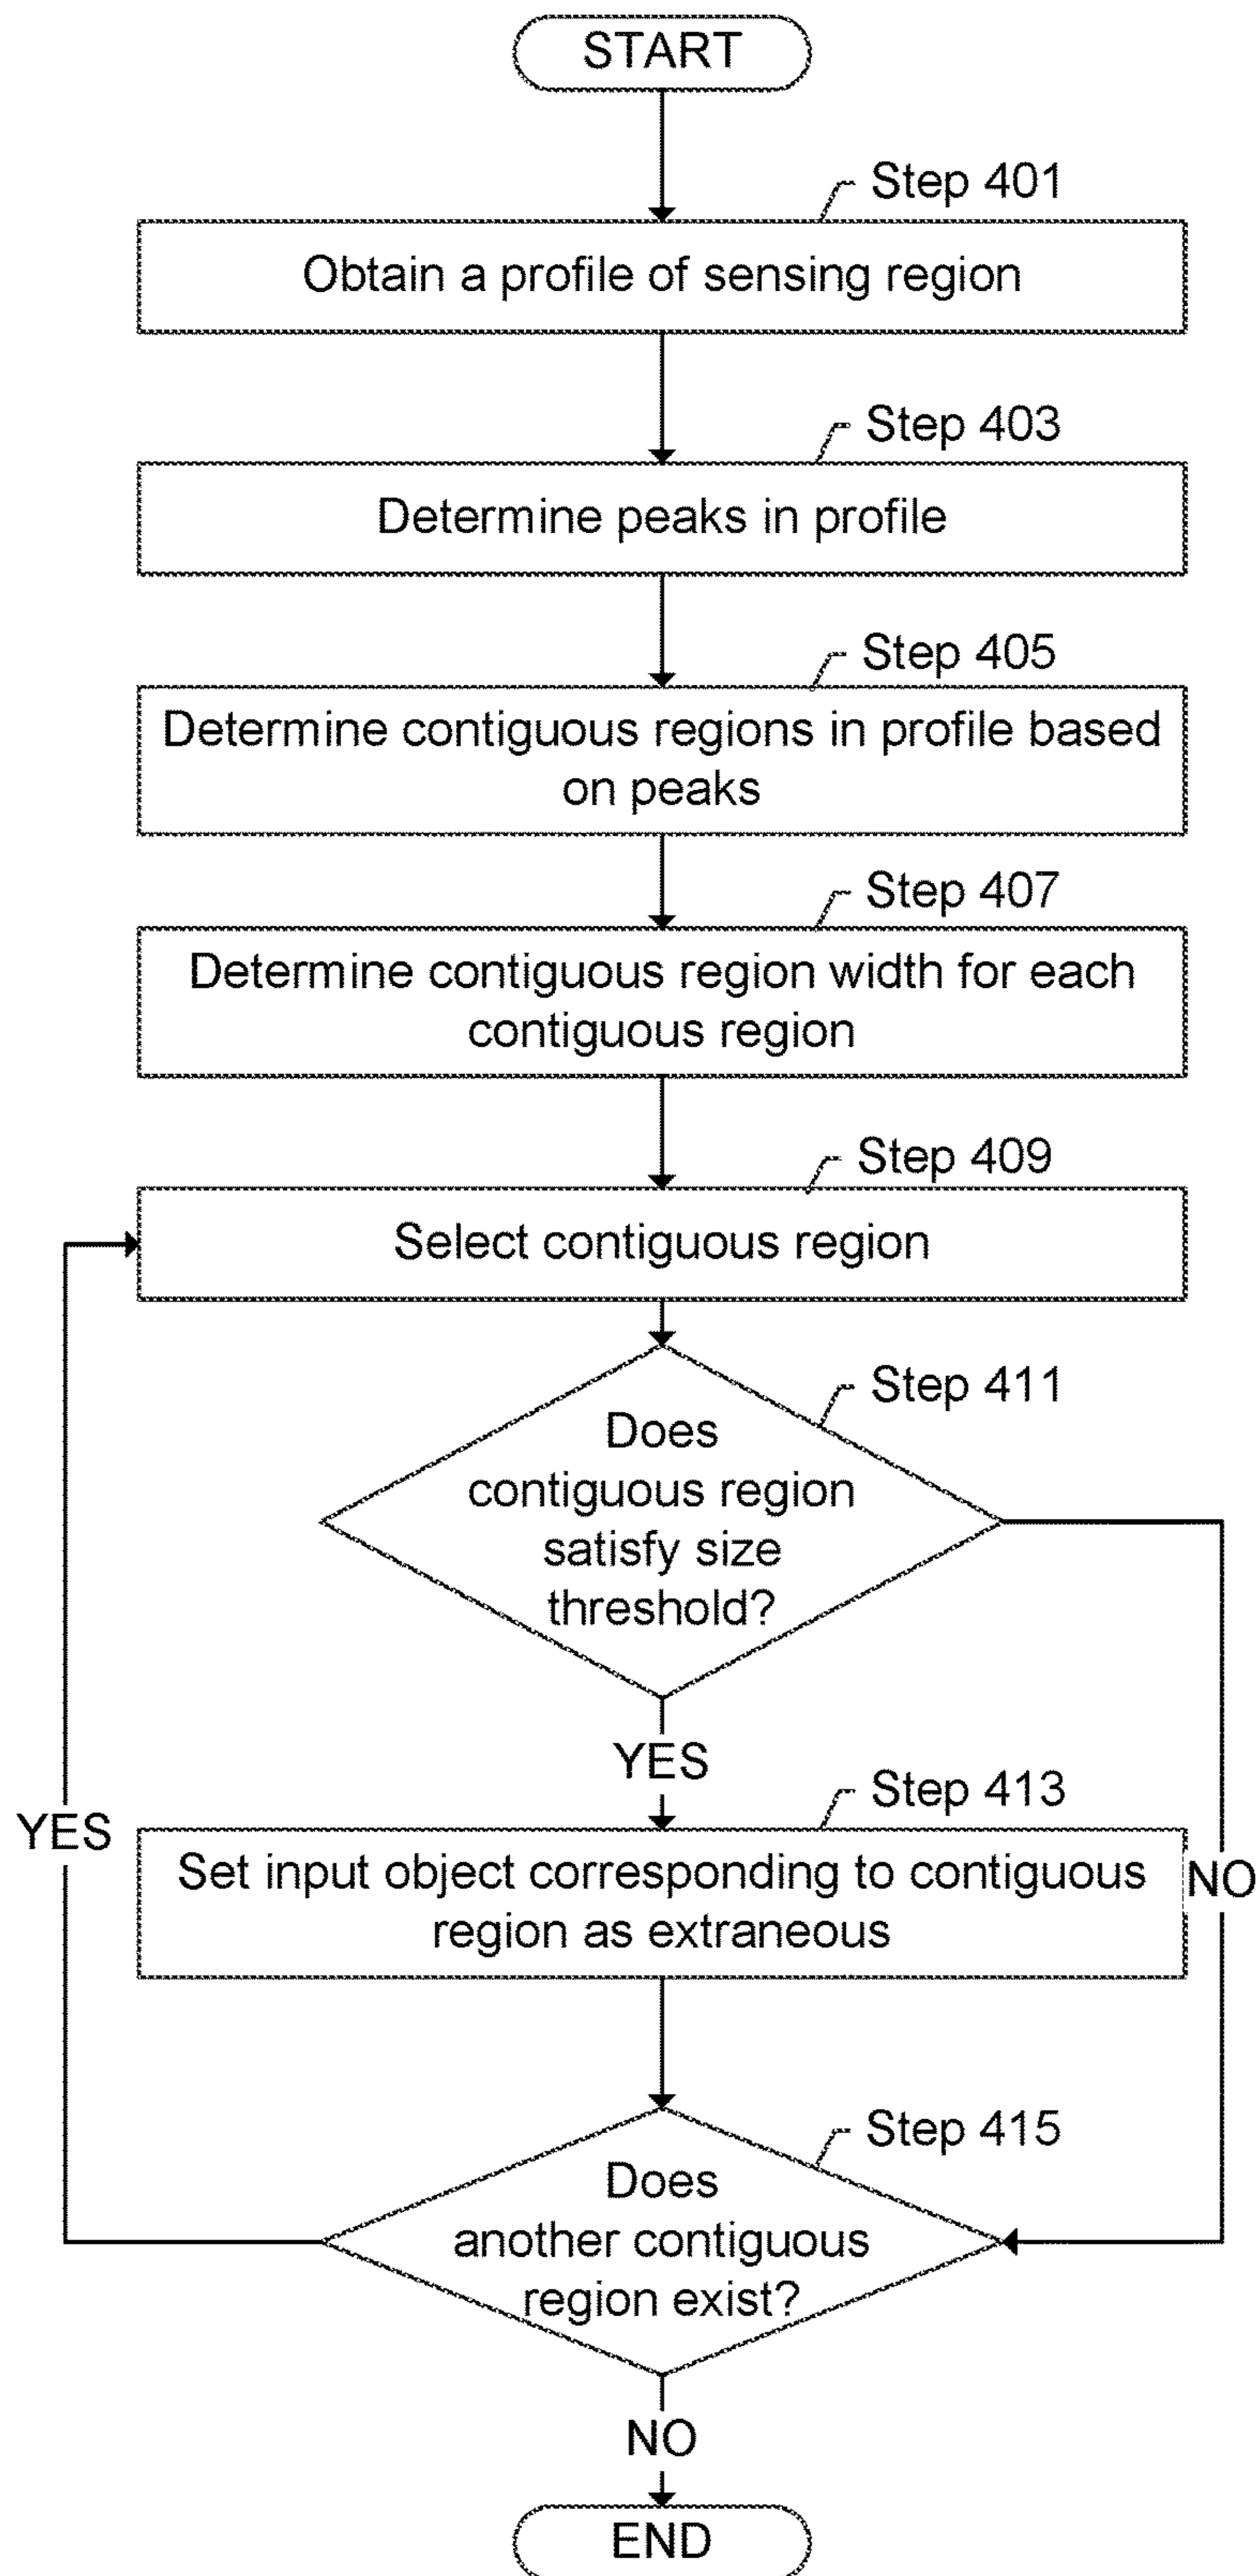 START
Step 401
Obtain a profile of sensing region
Step 403
Determine peaks in profile
Step 405
Determine contiguous regions in profile based
on peaks
Step 407
Determine contiguous region width for each
contiguous region
Step 409
Select contiguous region
Step 411
Does
contiguous region
satisfy size
threshold?
YES
Step 413
YES
Set input object corresponding to contiguous
region as extraneous
NO
Step 415
Does
another contiguous
region exist?
NO
END